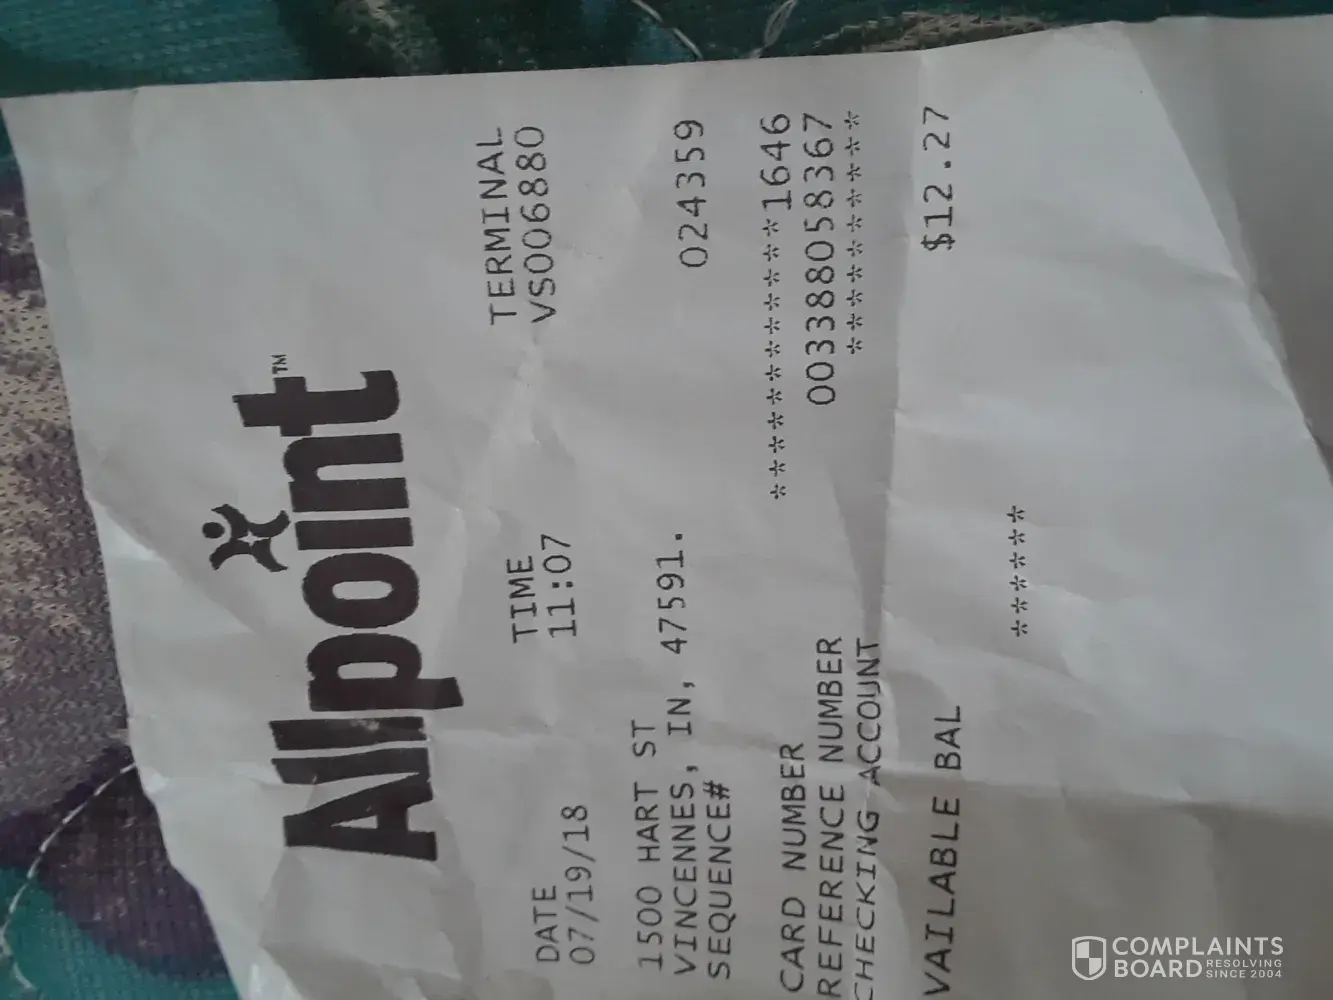 Allpoint™
DATE TIME TERMINAL
07/19/18 11:07 VS006880
1500 HART ST
VINCENNES, IN, 47591.
SEQUENCE# 024359
CARD NUMBER ************1646
REFERENCE NUMBER 003388058367
CHECKING ACCOUNT ***********
VAILABLE BAL $12.27
******
COMPLAINTS
BOARD RESOLVING
SINCE 2004